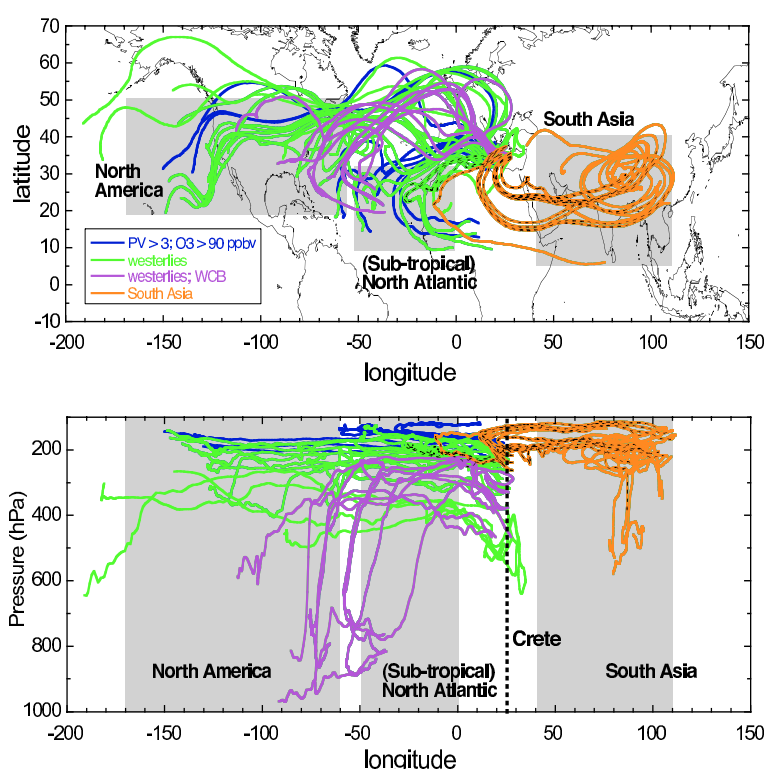 70
60
50
40
30
20
10
0
-10
latitude
North
America
South Asia
(Sub-tropical)
North Atlantic
PV > 3; O3 > 90 ppbv
westerlies
westerlies; WCB
South Asia
-200 -150 -100 -50 0 50 100 150
longitude
200
400
600
800
1000
Pressure (hPa)
Crete
North America
(Sub-tropical)
North Atlantic
South Asia
-200 -150 -100 -50 0 50 100 150
longitude